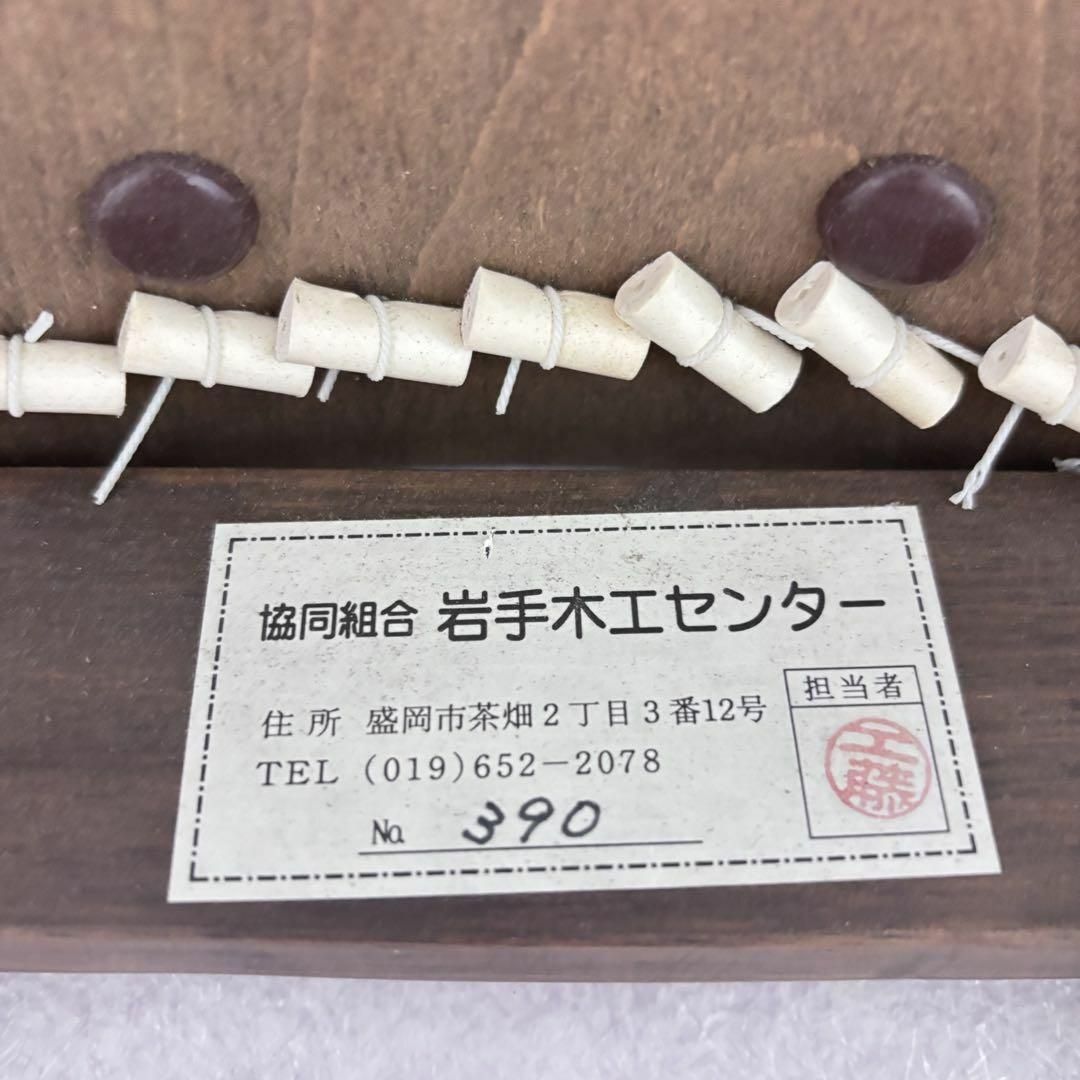 協同組合 岩手木工センター
住所 盛岡市茶畑2丁目3番12号
TEL (019)652-2078
No. 390
担当者
工藤